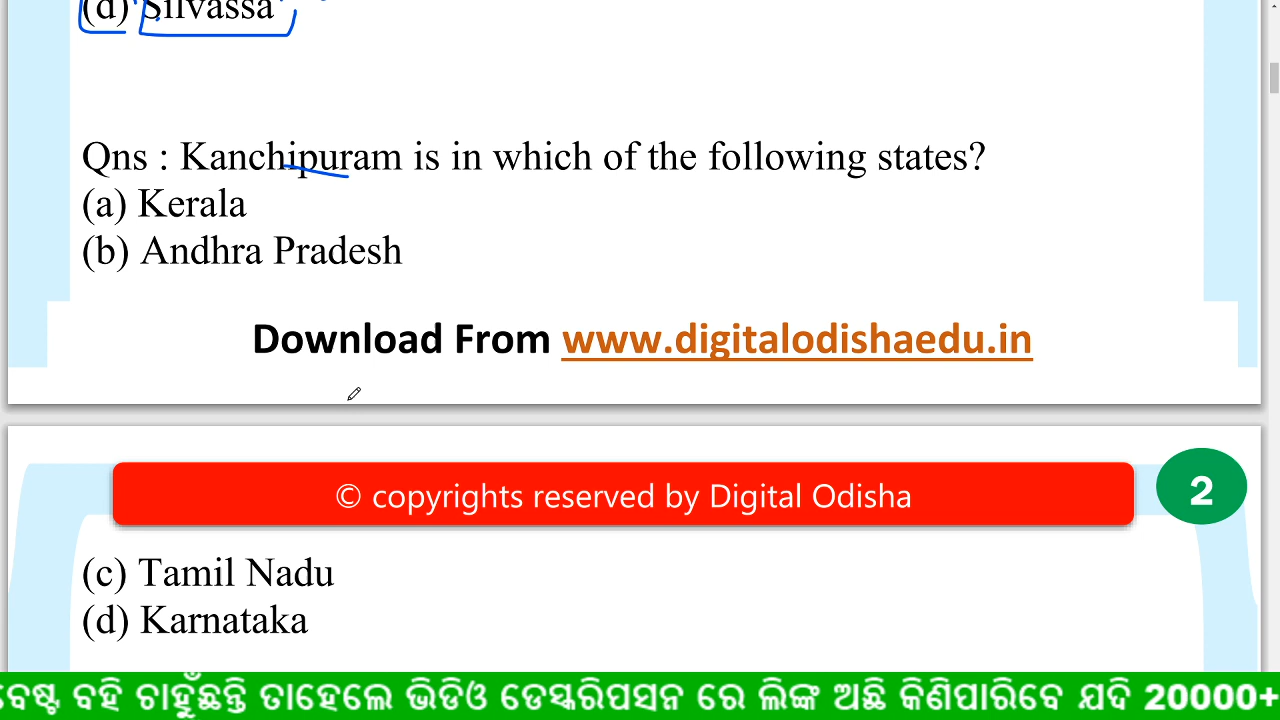 (d) Silvassa
Qns : Kanchipuram is in which of the following states?
(a) Kerala
(b) Andhra Pradesh
Download From www.digitalodishaedu.in
© copyrights reserved by Digital Odisha
2
(c) Tamil Nadu
(d) Karnataka
ବେଷ୍ଟ ବହି ଚାହୁଁଛନ୍ତି ତାହେଲେ ଭିଡିଓ ଡେସ୍କରିପସନ ରେ ଲିଙ୍କ ଅଛି କିଣିପାରିବେ ଯଦି 20000+